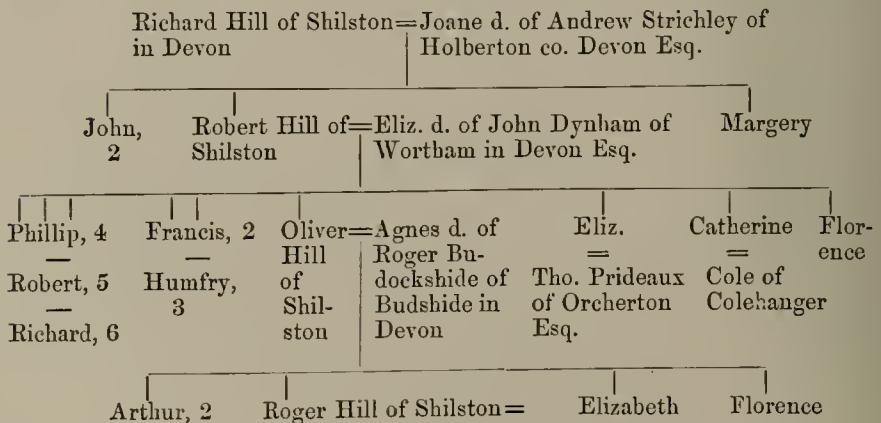 Richard Hill of Shilston=Joane d. of Andrew Strichley of
in Devon Holberton co. Devon Esq.
John, Robert Hill of=Eliz. d. of John Dynham of Margery
2 Shilston Wortham in Devon Esq.
Phillip, 4 Francis, 2 Oliver=Agnes d. of Eliz. Catherine Flor-
— — Hill Roger Bu- = = ence
Robert, 5 Humfry, of dockshide of Tho. Prideaux Cole of
— 3 Shil- Budshide in of Orcherton Colehanger
Richard, 6 ston Devon Esq.
Arthur, 2 Roger Hill of Shilston= Elizabeth Florence